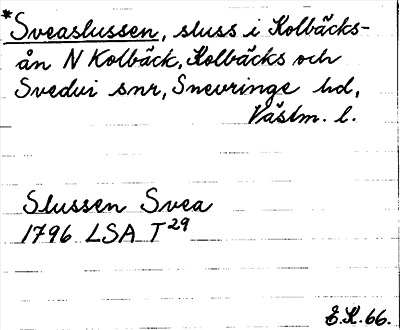 *Sveaslussen, sluss i Kolbäcks-
ån N Kolbäck, Kolbäcks och
Svedvi snr, Snevringe hd,
Västm. l.
Slussen Svea
1796 LSA T29
E.K. 66.